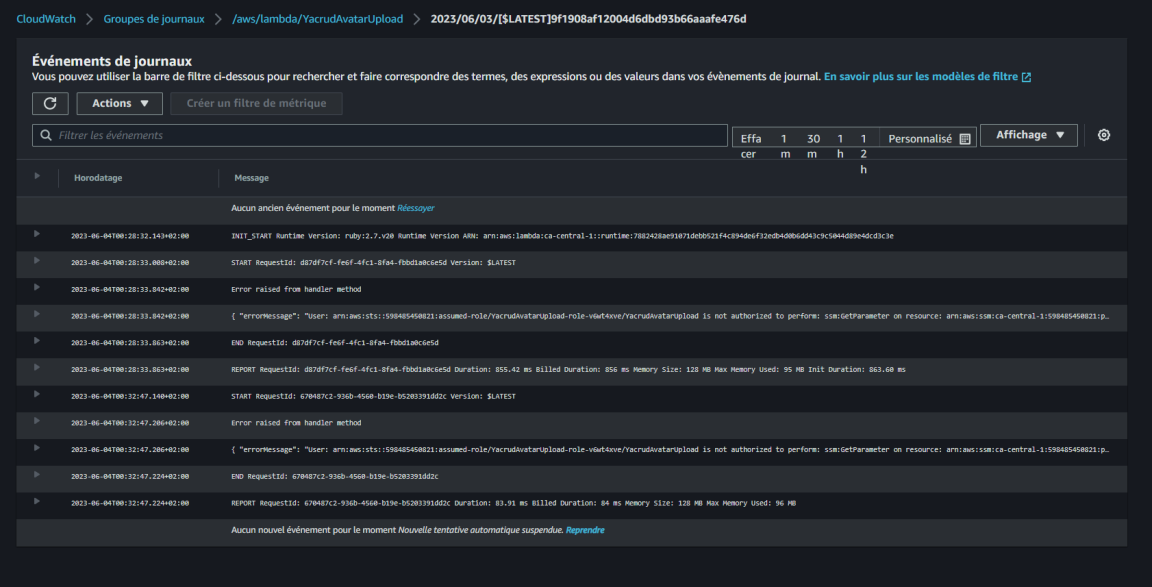 CloudWatch > Groupes de journaux > /aws/lambda/YacrudAvatarUpload > 2023/06/03/[$LATEST]9f1908af12004d6dbd93b66aaafe476d
Événements de journaux
Vous pouvez utiliser la barre de filtre ci-dessous pour rechercher et faire correspondre des termes, des expressions ou des valeurs dans vos évènements de journal. En savoir plus sur les modèles de filtre
Actions ▼ Créer un filtre de métrique
Filtrer les événements
Effacer 1m 30m 1h 12h Personnalisé Affichage ▼
Horodatage Message
Aucun ancien événement pour le moment Réessayer
2023-06-04T00:28:32.143+02:00 INIT_START Runtime Version: ruby:2.7.v20 Runtime Version ARN: arn:aws:lambda:ca-central-1::runtime:7882428ae91071debb521f4c894de6f32edb4d0b6dd43c9c5044d89e4dcd3c3e
2023-06-04T00:28:33.008+02:00 START RequestId: d87df7cf-fe6f-4fc1-8fa4-fbbd1a0c6e5d Version: $LATEST
2023-06-04T00:28:33.842+02:00 Error raised from handler method
2023-06-04T00:28:33.842+02:00 { "errorMessage": "User: arn:aws:sts::598485450821:assumed-role/YacrudAvatarUpload-role-v6wt4xve/YacrudAvatarUpload is not authorized to perform: ssm:GetParameter on resource: arn:aws:ssm:ca-central-1:598485450821:p…
2023-06-04T00:28:33.863+02:00 END RequestId: d87df7cf-fe6f-4fc1-8fa4-fbbd1a0c6e5d
2023-06-04T00:28:33.863+02:00 REPORT RequestId: d87df7cf-fe6f-4fc1-8fa4-fbbd1a0c6e5d Duration: 855.42 ms Billed Duration: 856 ms Memory Size: 128 MB Max Memory Used: 95 MB Init Duration: 863.60 ms
2023-06-04T00:32:47.140+02:00 START RequestId: 670487c2-936b-4560-b19e-b5203391dd2c Version: $LATEST
2023-06-04T00:32:47.206+02:00 Error raised from handler method
2023-06-04T00:32:47.206+02:00 { "errorMessage": "User: arn:aws:sts::598485450821:assumed-role/YacrudAvatarUpload-role-v6wt4xve/YacrudAvatarUpload is not authorized to perform: ssm:GetParameter on resource: arn:aws:ssm:ca-central-1:598485450821:p…
2023-06-04T00:32:47.224+02:00 END RequestId: 670487c2-936b-4560-b19e-b5203391dd2c
2023-06-04T00:32:47.224+02:00 REPORT RequestId: 670487c2-936b-4560-b19e-b5203391dd2c Duration: 83.91 ms Billed Duration: 84 ms Memory Size: 128 MB Max Memory Used: 96 MB
Aucun nouvel événement pour le moment Nouvelle tentative automatique suspendue. Reprendre